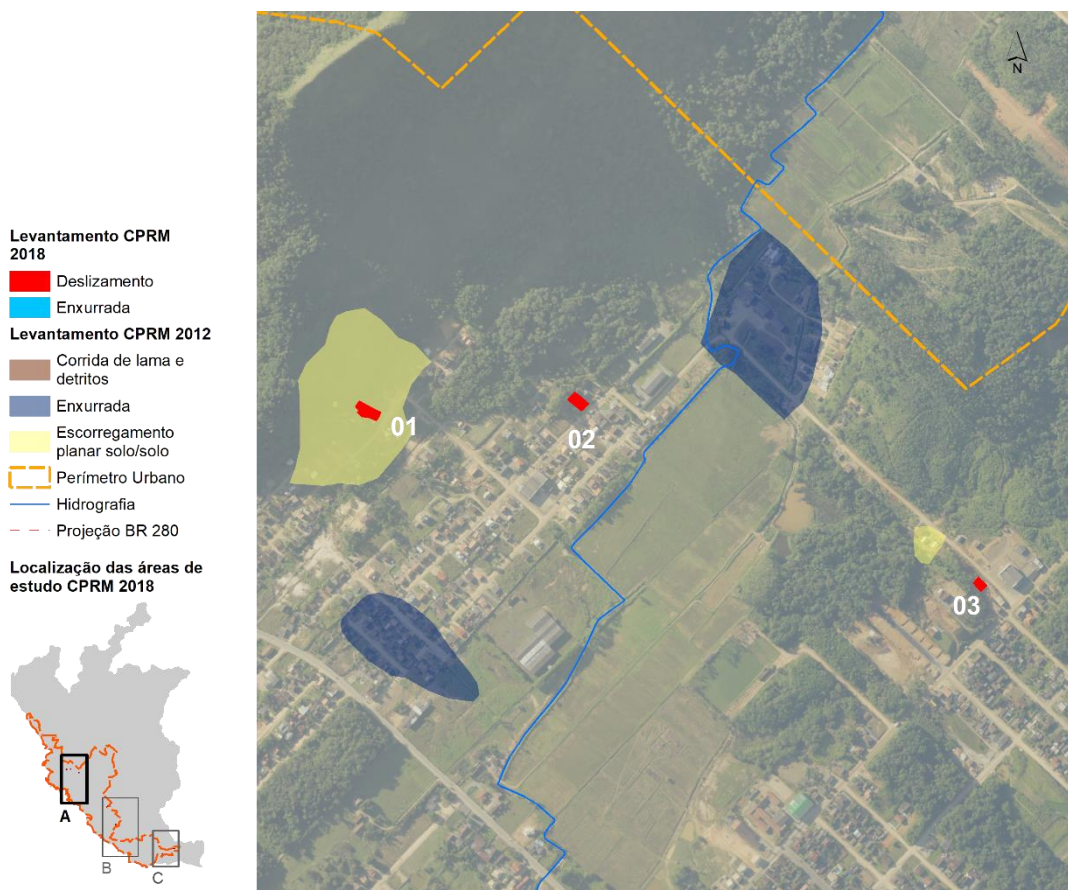 Levantamento CPRM
2018
Deslizamento
Enxurrada
Levantamento CPRM 2012
Corrida de lama e
detritos
Enxurrada
Escorregamento
planar solo/solo
Perímetro Urbano
Hidrografia
Projeção BR 280
Localização das áreas de
estudo CPRM 2018
A
B
C
N
01
02
03